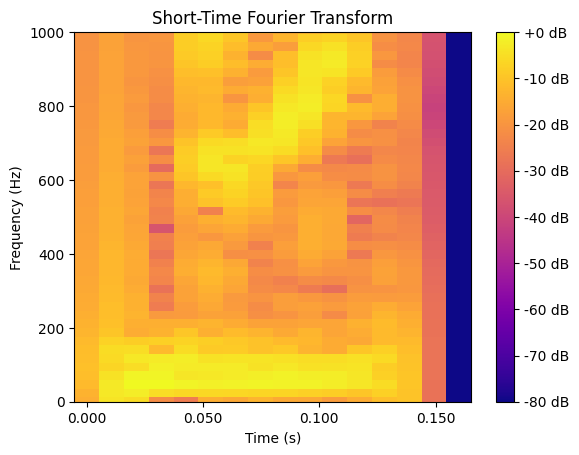 Short-Time Fourier Transform
1000
800
600
400
200
0
Frequency (Hz)
0.000
0.050
0.100
0.150
Time (s)
+0 dB
-10 dB
-20 dB
-30 dB
-40 dB
-50 dB
-60 dB
-70 dB
-80 dB